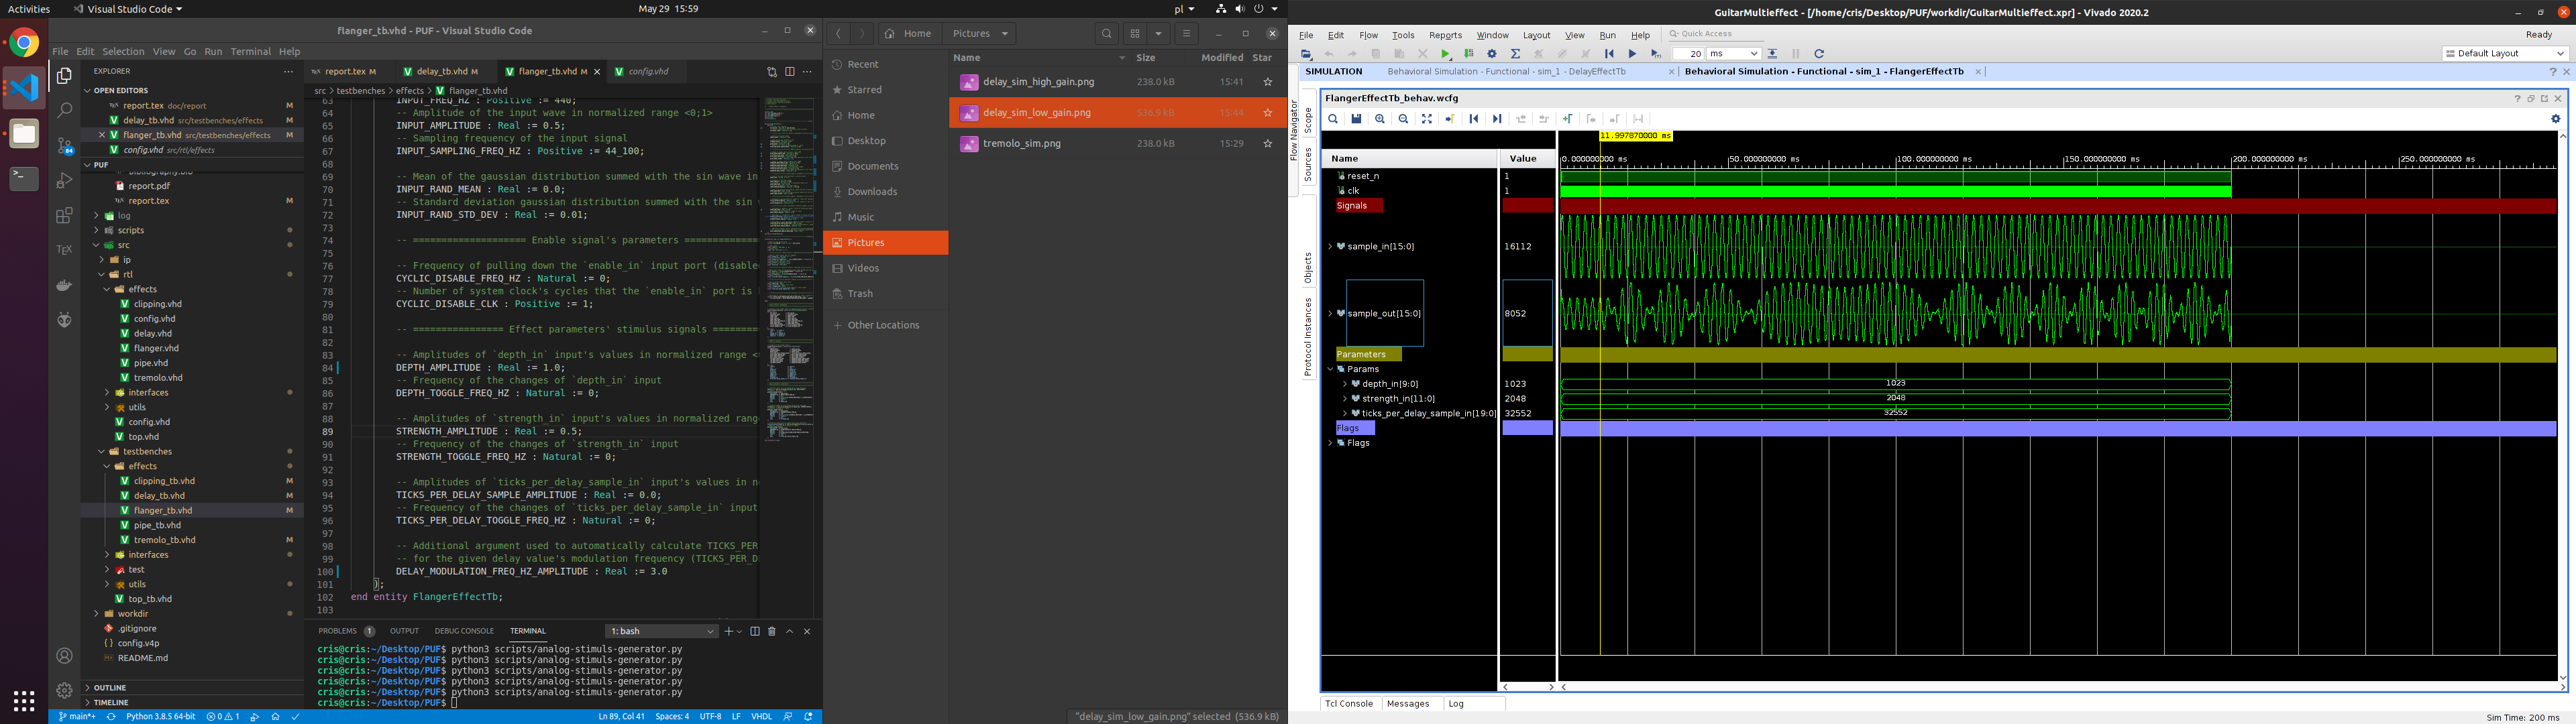 Activities
Visual Studio Code
May 29 15:59
pl
flanger_tb.vhd - PUF - Visual Studio Code
File Edit Selection View Go Run Terminal Help
EXPLORER
OPEN EDITORS
report.tex doc/report M
delay_tb.vhd src/testbenches/effects M
flanger_tb.vhd src/testbenches/effects M
config.vhd src/rtl/effects
PUF
report.pdf
report.tex M
log
scripts
src
ip
rtl
effects
clipping.vhd
config.vhd
delay.vhd
flanger.vhd
pipe.vhd
tremolo.vhd
interfaces
utils
config.vhd
top.vhd
testbenches
effects
clipping_tb.vhd M
delay_tb.vhd M
flanger_tb.vhd M
pipe_tb.vhd
tremolo_tb.vhd M
interfaces
test
utils
top_tb.vhd
workdir
.gitignore
config.v4p
README.md
OUTLINE
TIMELINE
report.tex M
delay_tb.vhd M
flanger_tb.vhd M
config.vhd
src > testbenches > effects > flanger_tb.vhd
63 INPUT_FREQ_HZ : Positive := 440;
64 -- Amplitude of the input wave in normalized range <0;1>
65 INPUT_AMPLITUDE : Real := 0.5;
66 -- Sampling frequency of the input signal
67 INPUT_SAMPLING_FREQ_HZ : Positive := 44_100;
68
69 -- Mean of the gaussian distribution summed with the sin wave in
70 INPUT_RAND_MEAN : Real := 0.0;
71 -- Standard deviation gaussian distribution summed with the sin
72 INPUT_RAND_STD_DEV : Real := 0.01;
73
74 -- ==================== Enable signal's parameters =============
75
76 -- Frequency of pulling down the `enable_in` input port (disable
77 CYCLIC_DISABLE_FREQ_HZ : Natural := 0;
78 -- Number of system clock's cycles that the `enable_in` port is
79 CYCLIC_DISABLE_CLK : Positive := 1;
80
81 -- ================ Effect parameters' stimulus signals ========
82
83 -- Amplitudes of `depth_in` input's values in normalized range <
84 DEPTH_AMPLITUDE : Real := 1.0;
85 -- Frequency of the changes of `depth_in` input
86 DEPTH_TOGGLE_FREQ_HZ : Natural := 0;
87
88 -- Amplitudes of `strength_in` input's values in normalized rang
89 STRENGTH_AMPLITUDE : Real := 0.5;
90 -- Frequency of the changes of `strength_in` input
91 STRENGTH_TOGGLE_FREQ_HZ : Natural := 0;
92
93 -- Amplitudes of `ticks_per_delay_sample_in` input's values in n
94 TICKS_PER_DELAY_SAMPLE_AMPLITUDE : Real := 0.0;
95 -- Frequency of the changes of `ticks_per_delay_sample_in` input
96 TICKS_PER_DELAY_TOGGLE_FREQ_HZ : Natural := 0;
97
98 -- Additional argument used to automatically calculate TICKS_PER
99 -- for the given delay value's modulation frequency (TICKS_PER_D
100 DELAY_MODULATION_FREQ_HZ_AMPLITUDE : Real := 3.0
101 );
102 end entity FlangerEffectTb;
103
PROBLEMS 1 OUTPUT DEBUG CONSOLE TERMINAL 1: bash
cris@cris:~/Desktop/PUF$ python3 scripts/analog-stimuls-generator.py
cris@cris:~/Desktop/PUF$ python3 scripts/analog-stimuls-generator.py
cris@cris:~/Desktop/PUF$ python3 scripts/analog-stimuls-generator.py
cris@cris:~/Desktop/PUF$ python3 scripts/analog-stimuls-generator.py
cris@cris:~/Desktop/PUF$ python3 scripts/analog-stimuls-generator.py
cris@cris:~/Desktop/PUF$
main*+ Python 3.8.5 64-bit 0 1 Ln 89, Col 41 Spaces: 4 UTF-8 LF VHDL
Home Pictures
Recent
Starred
Home
Desktop
Documents
Downloads
Music
Pictures
Videos
Trash
Other Locations
Name Size Modified Star
delay_sim_high_gain.png 238.0 kB 15:41
delay_sim_low_gain.png 536.9 kB 15:44
tremolo_sim.png 238.0 kB 15:29
"delay_sim_low_gain.png" selected (536.9 kB)
GuitarMultieffect - [/home/cris/Desktop/PUF/workdir/GuitarMultieffect.xpr] - Vivado 2020.2
File Edit Flow Tools Reports Window Layout View Run Help Quick Access Ready
20 ms Default Layout
SIMULATION Behavioral Simulation - Functional - sim_1 - DelayEffectTb Behavioral Simulation - Functional - sim_1 - FlangerEffectTb
Flow Navigator
Scope
Sources
Objects
Protocol Instances
FlangerEffectTb_behav.wcfg
11.997870000 ms
Name Value
0.000000000 ms 50.000000000 ms 100.000000000 ms 150.000000000 ms 200.000000000 ms 250.000000000 ms
reset_n 1
clk 1
Signals
sample_in[15:0] 16112
sample_out[15:0] 8052
Parameters
Params
depth_in[9:0] 1023 1023
strength_in[11:0] 2048 2048
ticks_per_delay_sample_in[19:0] 32552 32552
Flags
Flags
Tcl Console Messages Log
Sim Time: 200 ms